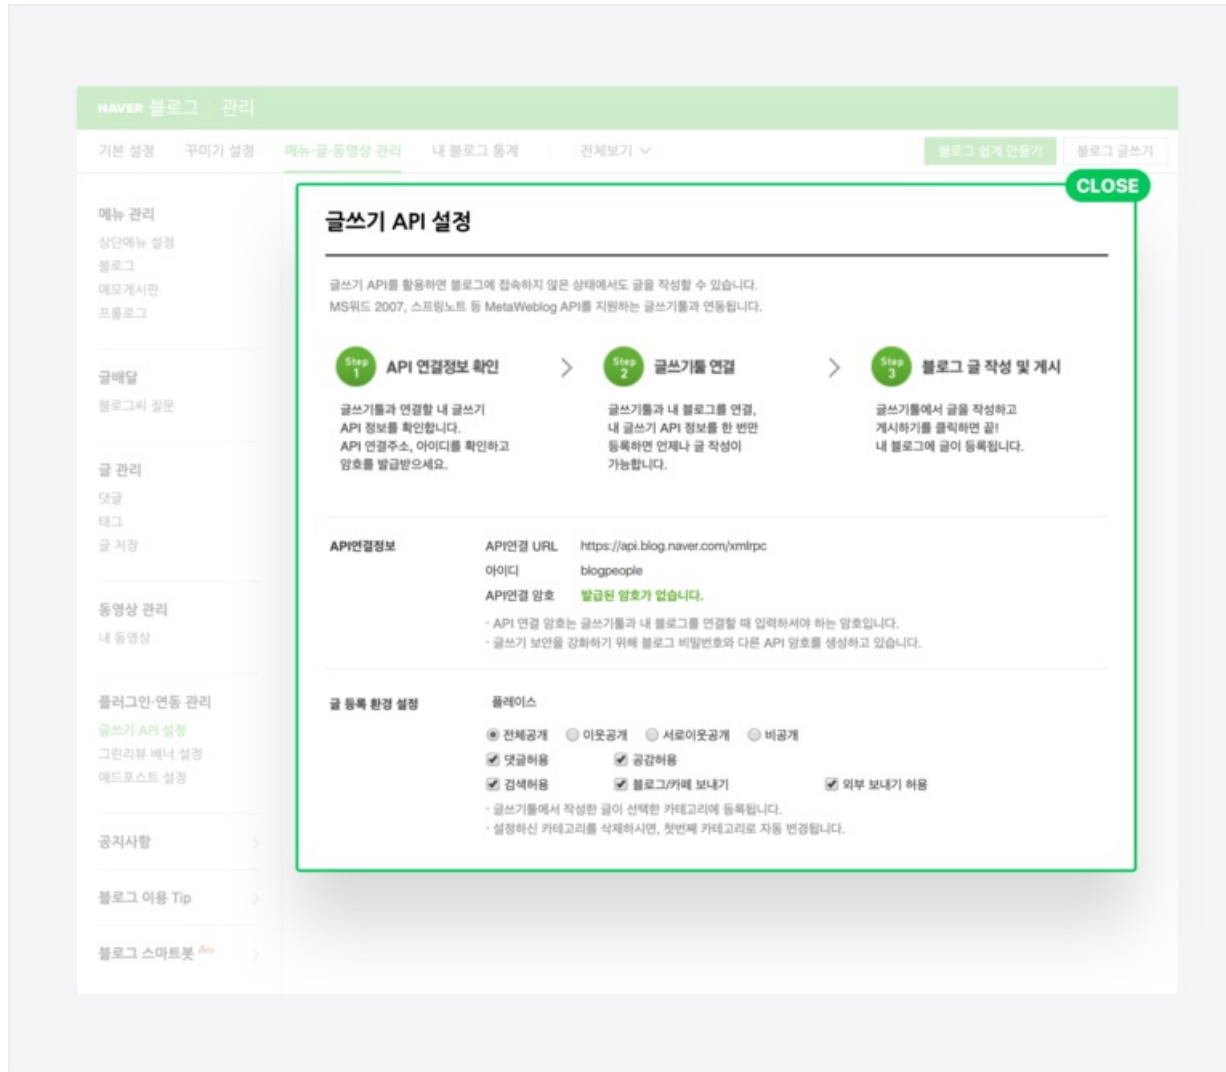 NAVER 블로그 관리
기본 설정 꾸미기 설정 메뉴·글·동영상 관리 내 블로그 통계 전체보기 블로그 쉽게 만들기 블로그 글쓰기
CLOSE
메뉴 관리
상단메뉴 설정
블로그
메모게시판
프롤로그
글배달
블로그씨 질문
글 관리
댓글
태그
글 저장
동영상 관리
내 동영상
플러그인·연동 관리
글쓰기 API 설정
그린리뷰 배너 설정
애드포스트 설정
공지사항
블로그 이용 Tip
블로그 스마트봇 Beta
글쓰기 API 설정
글쓰기 API를 활용하면 블로그에 접속하지 않은 상태에서도 글을 작성할 수 있습니다.
MS워드 2007, 스프링노트 등 MetaWeblog API를 지원하는 글쓰기툴과 연동됩니다.
Step 1 API 연결정보 확인
글쓰기툴과 연결할 내 글쓰기
API 정보를 확인합니다.
API 연결주소, 아이디를 확인하고
암호를 발급받으세요.
Step 2 글쓰기툴 연결
글쓰기툴과 내 블로그를 연결,
내 글쓰기 API 정보를 한 번만
등록하면 언제나 글 작성이
가능합니다.
Step 3 블로그 글 작성 및 게시
글쓰기툴에서 글을 작성하고
게시하기를 클릭하면 끝!
내 블로그에 글이 등록됩니다.
API연결정보 API연결 URL https://api.blog.naver.com/xmlrpc
아이디 blogpeople
API연결 암호 발급된 암호가 없습니다.
· API 연결 암호는 글쓰기툴과 내 블로그를 연결할 때 입력하셔야 하는 암호입니다.
· 글쓰기 보안을 강화하기 위해 블로그 비밀번호와 다른 API 암호를 생성하고 있습니다.
글 등록 환경 설정 플레이스
전체공개 이웃공개 서로이웃공개 비공개
댓글허용 공감허용
검색허용 블로그/카페 보내기 외부 보내기 허용
· 글쓰기툴에서 작성한 글이 선택한 카테고리에 등록됩니다.
· 설정하신 카테고리를 삭제하시면, 첫번째 카테고리로 자동 변경됩니다.